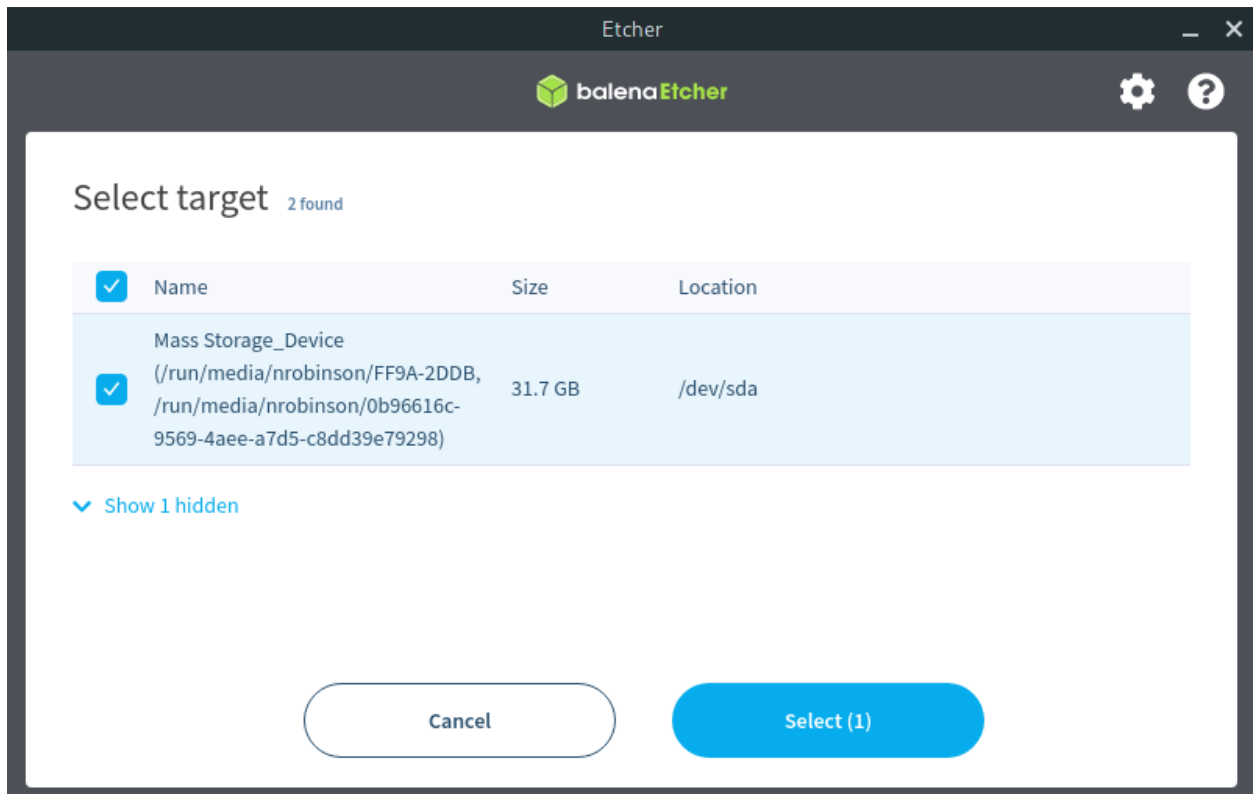 Etcher
balenaEtcher
Select target 2 found
Name Size Location
Mass Storage_Device
(/run/media/nrobinson/FF9A-2DDB,
/run/media/nrobinson/0b96616c-
9569-4aee-a7d5-c8dd39e79298)
31.7 GB
/dev/sda
Show 1 hidden
Cancel
Select (1)